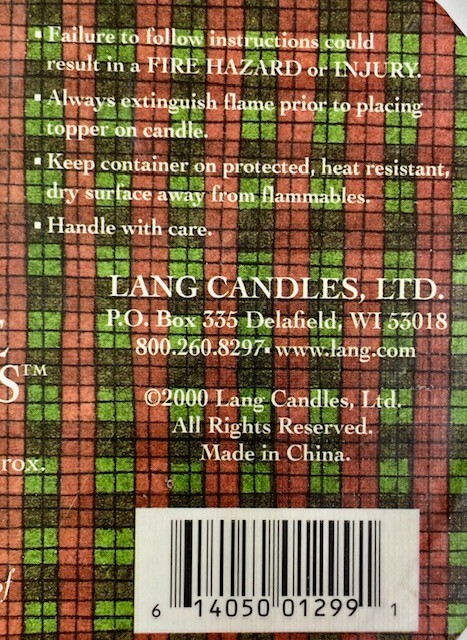 ▪ Failure to follow instructions could
result in a FIRE HAZARD or INJURY.
▪ Always extinguish flame prior to placing
topper on candle.
▪ Keep container on protected, heat resistant,
dry surface away from flammables.
▪ Handle with care.
LANG CANDLES, LTD.
P.O. Box 335 Delafield, WI 53018
800.260.8297▪ www.lang.com
S™
©2000 Lang Candles, Ltd.
All Rights Reserved.
Made in China.
rox.
6 14050 01299 1